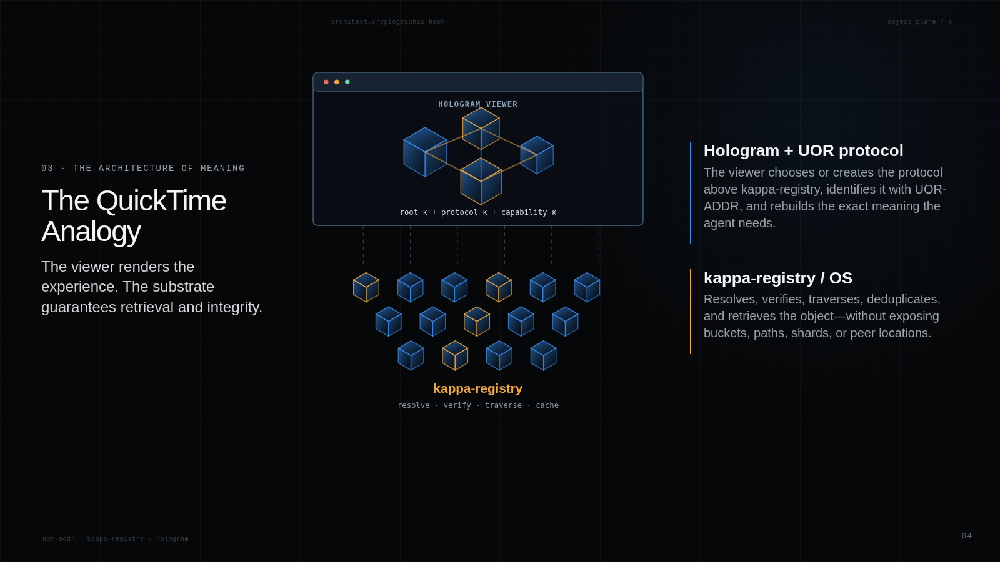 architect.cryptographic hash
object-plane / κ
03 · THE ARCHITECTURE OF MEANING
The QuickTime
Analogy
The viewer renders the
experience. The substrate
guarantees retrieval and integrity.
HOLOGRAM VIEWER
root κ + protocol κ + capability κ
kappa-registry
resolve · verify · traverse · cache
Hologram + UOR protocol
The viewer chooses or creates the protocol
above kappa-registry, identifies it with UOR-
ADDR, and rebuilds the exact meaning the
agent needs.
kappa-registry / OS
Resolves, verifies, traverses, deduplicates,
and retrieves the object—without exposing
buckets, paths, shards, or peer locations.
uor-addr · kappa-registry · hologram
04